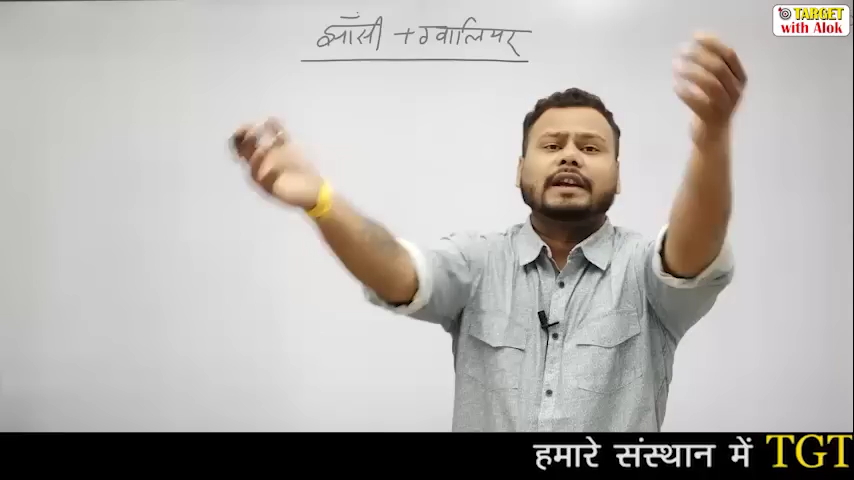 झाँसी + ग्वालियर
TARGET
with Alok
हमारे संस्थान में TGT